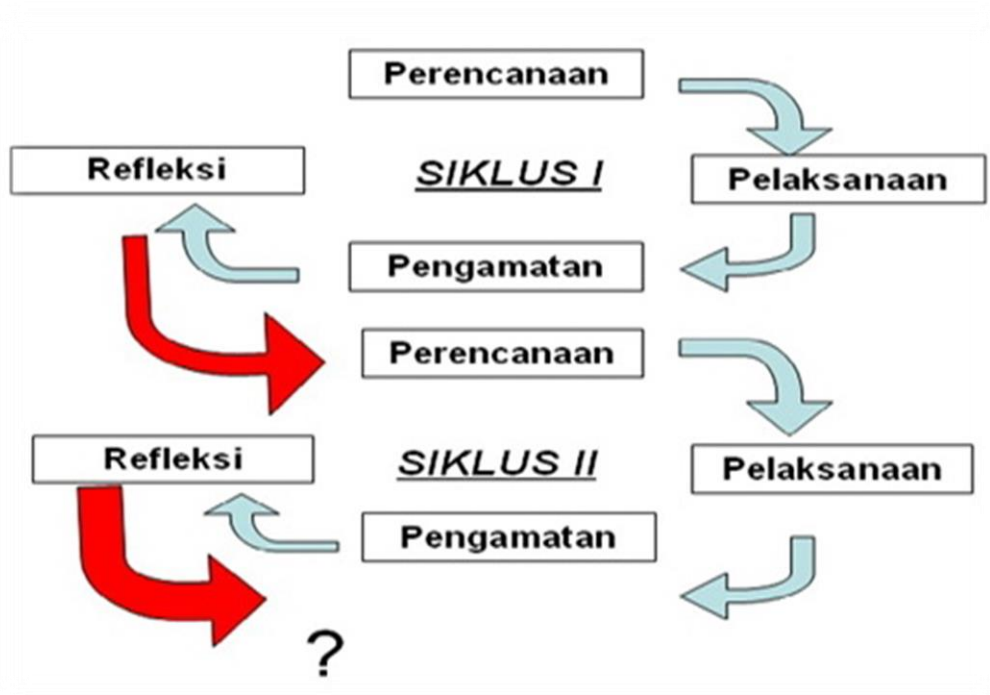 Perencanaan
Refleksi
SIKLUS I
Pelaksanaan
Pengamatan
Perencanaan
Refleksi
SIKLUS II
Pelaksanaan
Pengamatan
?